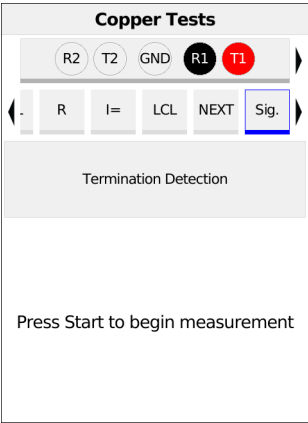 Copper Tests
R2 T2 GND R1 T1
R I= LCL NEXT Sig.
Termination Detection
Press Start to begin measurement